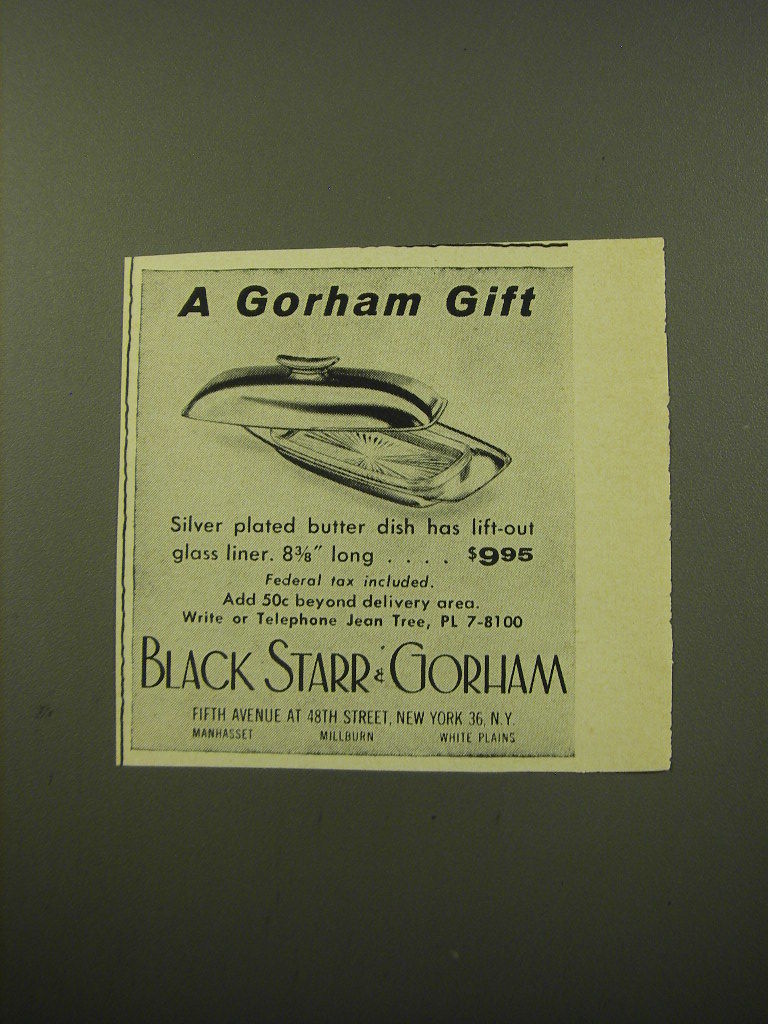 A Gorham Gift
Silver plated butter dish has lift-out
glass liner. 8⅜" long . . . . $995
Federal tax included.
Add 50c beyond delivery area.
Write or Telephone Jean Tree, PL 7-8100
BLACK STARR & GORHAM
FIFTH AVENUE AT 48TH STREET, NEW YORK 36, N.Y.
MANHASSET MILLBURN WHITE PLAINS